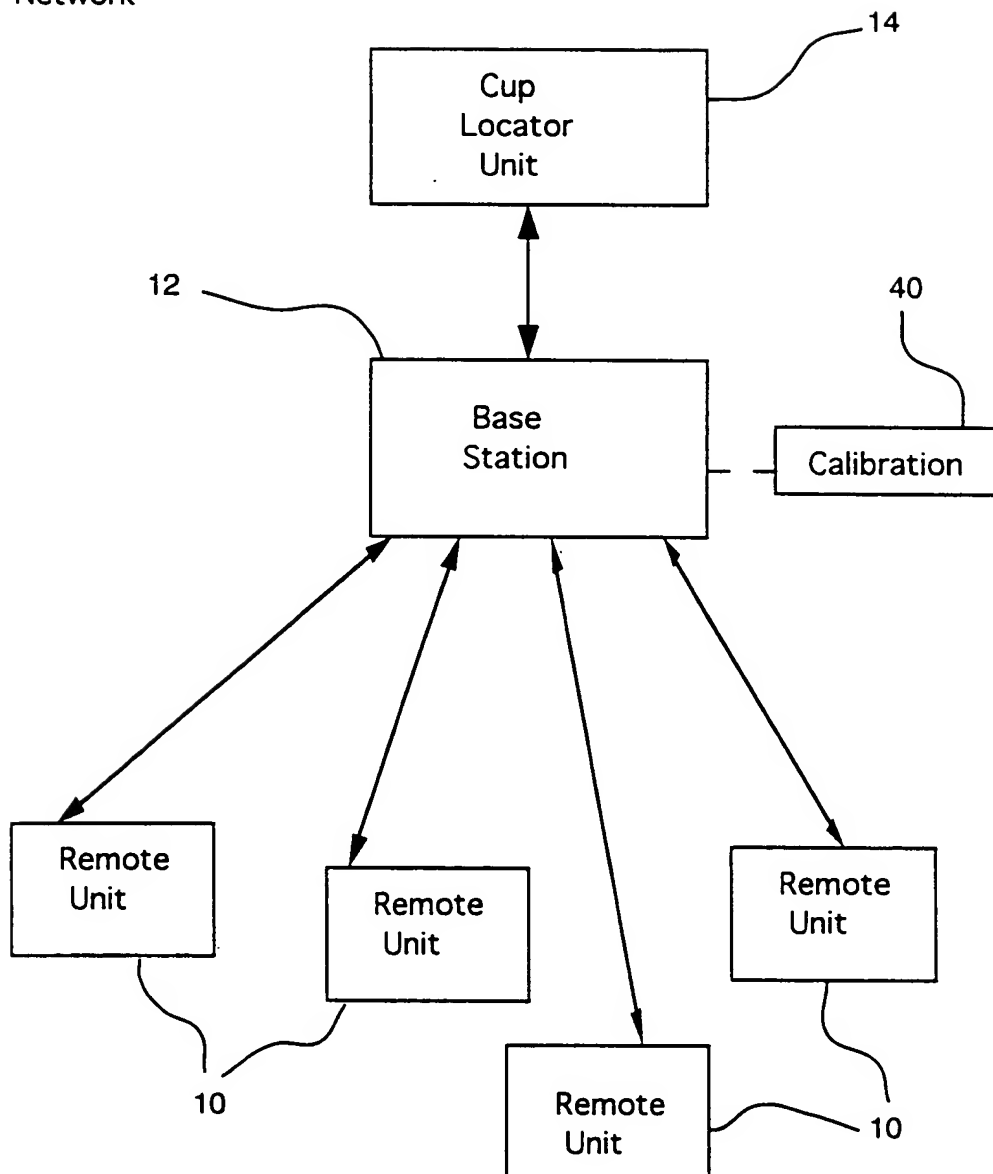 Network
14
Cup
Locator
Unit
12
40
Base
Station
Calibration
Remote
Unit
Remote
Unit
Remote
Unit
10
Remote
Unit
10